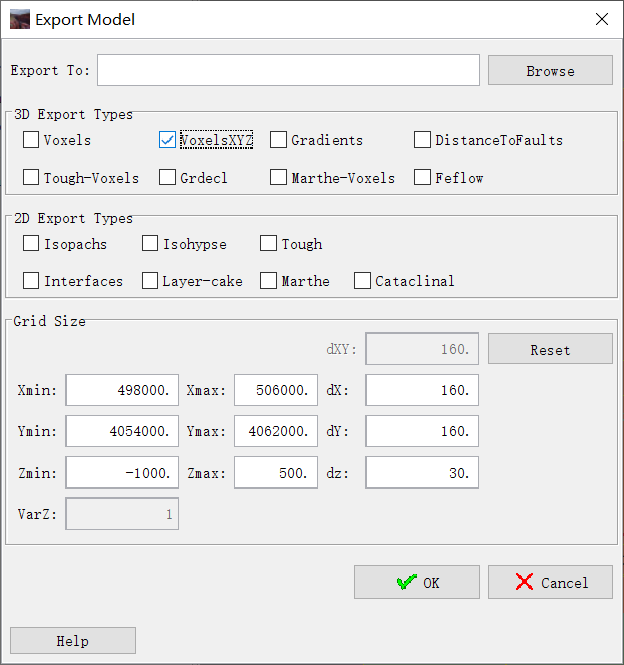 Export Model
Export To: Browse
3D Export Types
Voxels VoxelsXYZ Gradients DistanceToFaults
Tough-Voxels Grdecl Marthe-Voxels Feflow
2D Export Types
Isopachs Isohypse Tough
Interfaces Layer-cake Marthe Cataclinal
Grid Size
dXY: 160. Reset
Xmin: 498000. Xmax: 506000. dX: 160.
Ymin: 4054000. Ymax: 4062000. dY: 160.
Zmin: -1000. Zmax: 500. dz: 30.
VarZ: 1
OK Cancel
Help